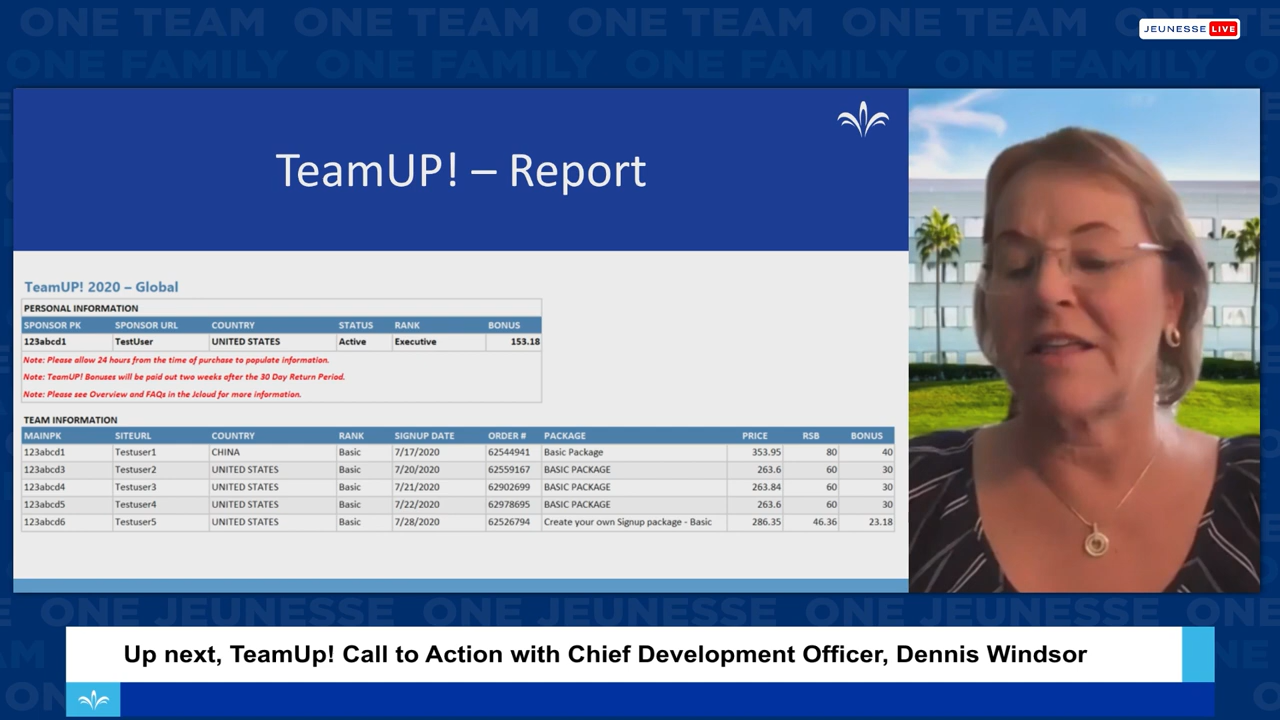 ONE TEAM ONE TEAM ONE TEAM
JEUNESSE LIVE
ONE FAMILY ONE FAMILY ONE FAMILY
TeamUP! – Report
TeamUP! 2020 – Global
PERSONAL INFORMATION
SPONSOR PK SPONSOR URL COUNTRY STATUS RANK BONUS
123abcd1 TestUser UNITED STATES Active Executive 153.18
Note: Please allow 24 hours from the time of purchase to populate information.
Note: TeamUP! Bonuses will be paid out two weeks after the 30 Day Return Period.
Note: Please see Overview and FAQs in the Jcloud for more information.
TEAM INFORMATION
MAINPK SITEURL COUNTRY RANK SIGNUP DATE ORDER # PACKAGE PRICE RSB BONUS
123abcd1 Testuser1 CHINA Basic 7/17/2020 62544941 Basic Package 353.95 80 40
123abcd3 Testuser2 UNITED STATES Basic 7/20/2020 62559167 BASIC PACKAGE 263.6 60 30
123abcd4 Testuser3 UNITED STATES Basic 7/21/2020 62902699 BASIC PACKAGE 263.84 60 30
123abcd5 Testuser4 UNITED STATES Basic 7/22/2020 62978695 BASIC PACKAGE 263.6 60 30
123abcd6 Testuser5 UNITED STATES Basic 7/28/2020 62526794 Create your own Signup package - Basic 286.35 46.36 23.18
ONE JEUNESSE ONE JEUNESSE ONE JEUNESSE ONE
Up next, TeamUp! Call to Action with Chief Development Officer, Dennis Windsor